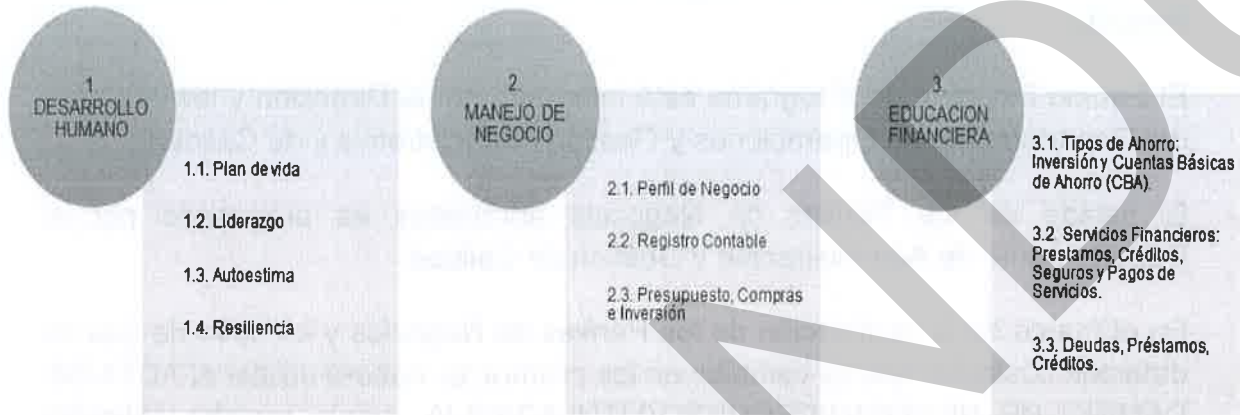 1.
DESARROLLO
HUMANO
1.1. Plan de vida
1.2. Liderazgo
1.3. Autoestima
1.4. Resiliencia
2.
MANEJO DE
NEGOCIO
2.1. Perfil de Negocio
2.2. Registro Contable
2.3. Presupuesto, Compras
e Inversión
3.
EDUCACION
FINANCIERA
3.1. Tipos de Ahorro:
Inversión y Cuentas Básicas
de Ahorro (CBA).
3.2 Servicios Financieros:
Prestamos, Créditos,
Seguros y Pagos de
Servicios.
3.3. Deudas, Préstamos,
Créditos.